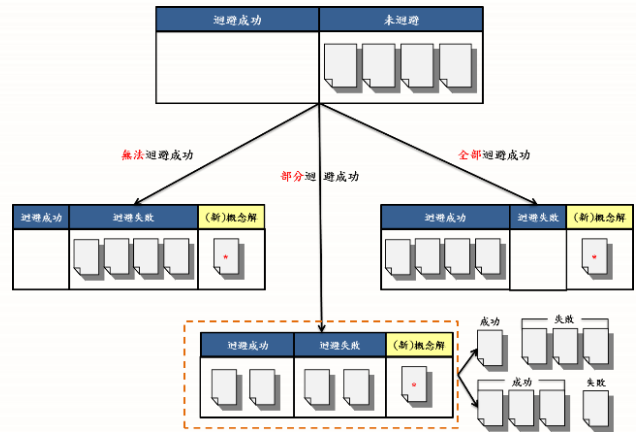 迴避成功 未迴避
無法迴避成功
部分迴避成功
全部迴避成功
迴避成功 迴避失敗 (新)概念解
*
迴避成功 迴避失敗 (新)概念解
*
迴避成功 迴避失敗 (新)概念解
*
成功 失敗
成功 失敗